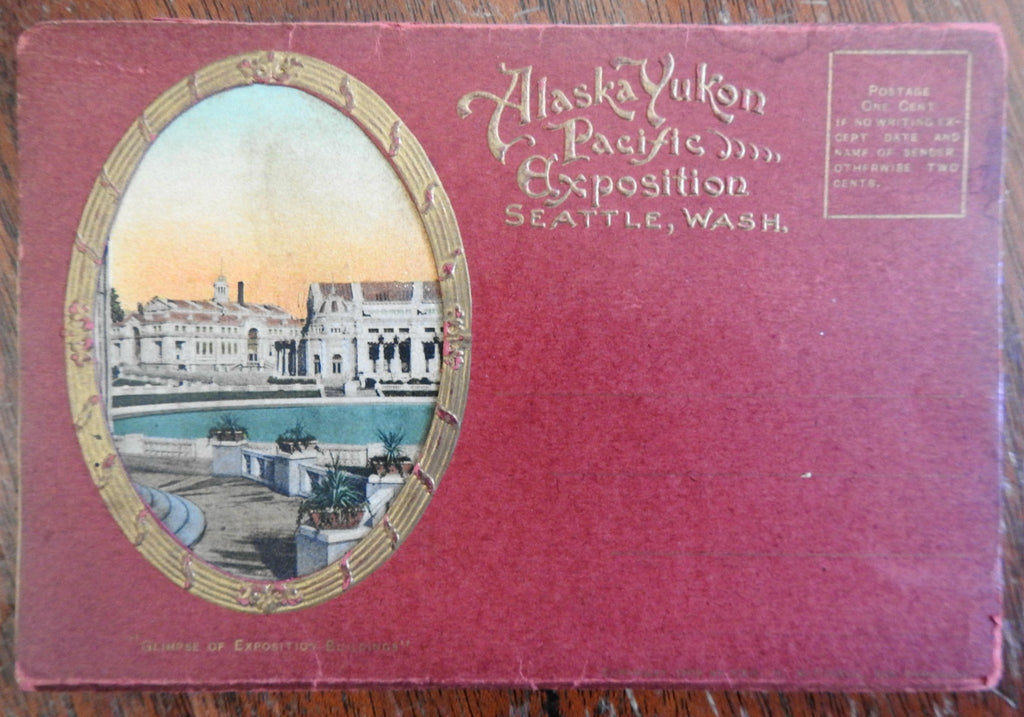 Alaska Yukon
Pacific
Exposition
SEATTLE, WASH.
POSTAGE
ONE CENT
IF NO WRITING EX-
CEPT DATE AND
NAME OF SENDER
OTHERWISE TWO
CENTS.
"GLIMPSE OF EXPOSITION BUILDINGS"